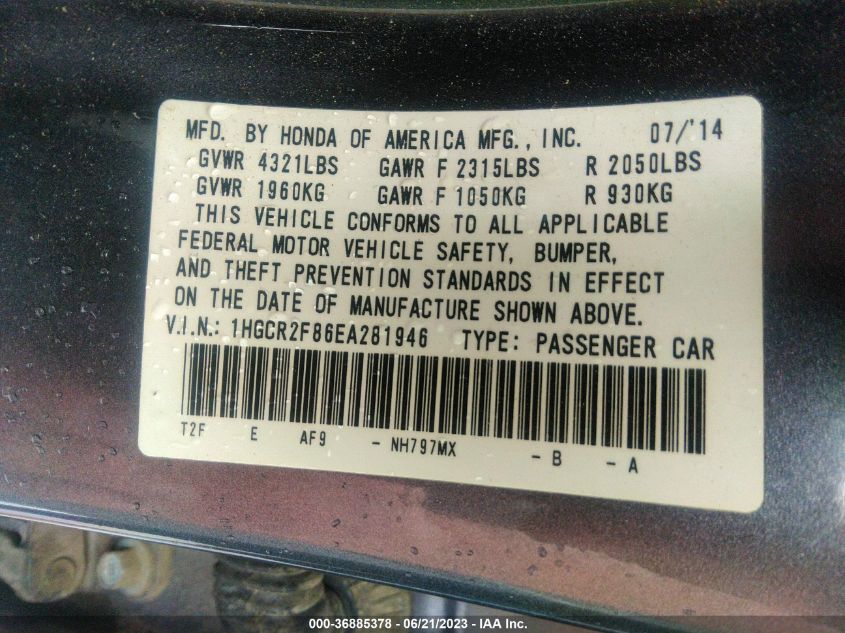 MFD. BY HONDA OF AMERICA MFG., INC. 07/'14
GVWR 4321LBS GAWR F 2315LBS R 2050LBS
GVWR 1960KG GAWR F 1050KG R 930KG
THIS VEHICLE CONFORMS TO ALL APPLICABLE
FEDERAL MOTOR VEHICLE SAFETY, BUMPER,
AND THEFT PREVENTION STANDARDS IN EFFECT
ON THE DATE OF MANUFACTURE SHOWN ABOVE.
V.I.N.: 1HGCR2F86EA281946 TYPE: PASSENGER CAR
T2F E AF9 - NH797MX - B - A
000-36885378 - 06/21/2023 - IAA Inc.